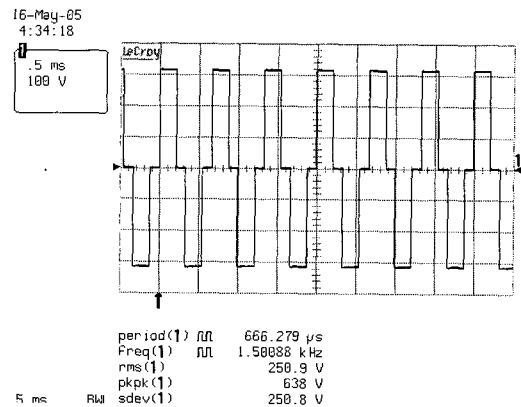 16-May-05
4:34:18
1
.5 ms
100 V
LeCroy
1
period(1) 666.279 µs
freq(1) 1.50088 kHz
rms(1) 250.9 V
pkpk(1) 638 V
5 ms BWL sdev(1) 250.8 V